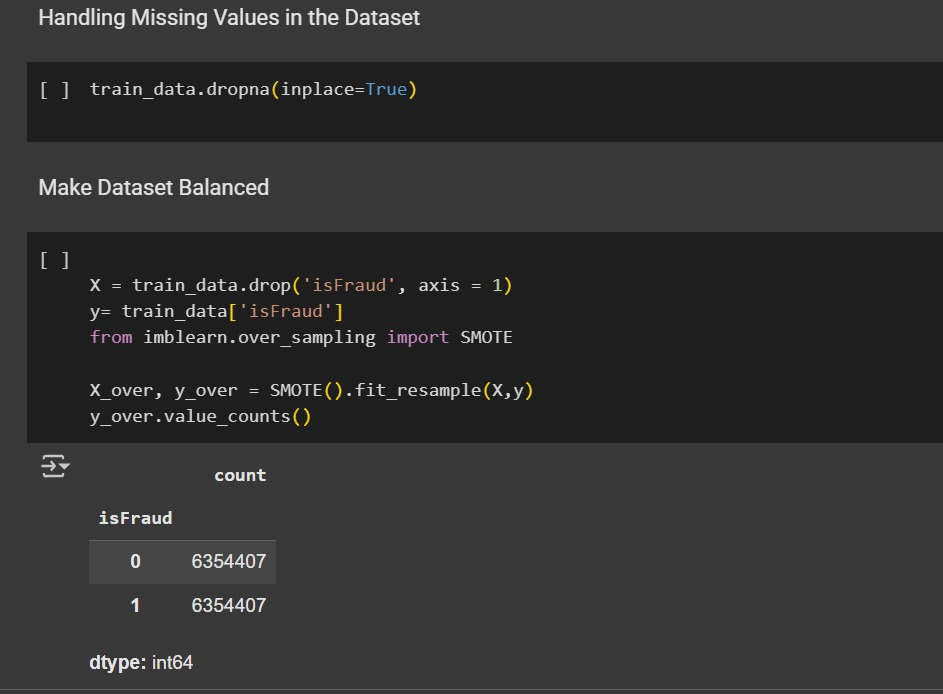 Handling Missing Values in the Dataset
[ ] train_data.dropna(inplace=True)
Make Dataset Balanced
[ ]
X = train_data.drop('isFraud', axis = 1)
y= train_data['isFraud']
from imblearn.over_sampling import SMOTE
X_over, y_over = SMOTE().fit_resample(X,y)
y_over.value_counts()
count
isFraud
0 6354407
1 6354407
dtype: int64